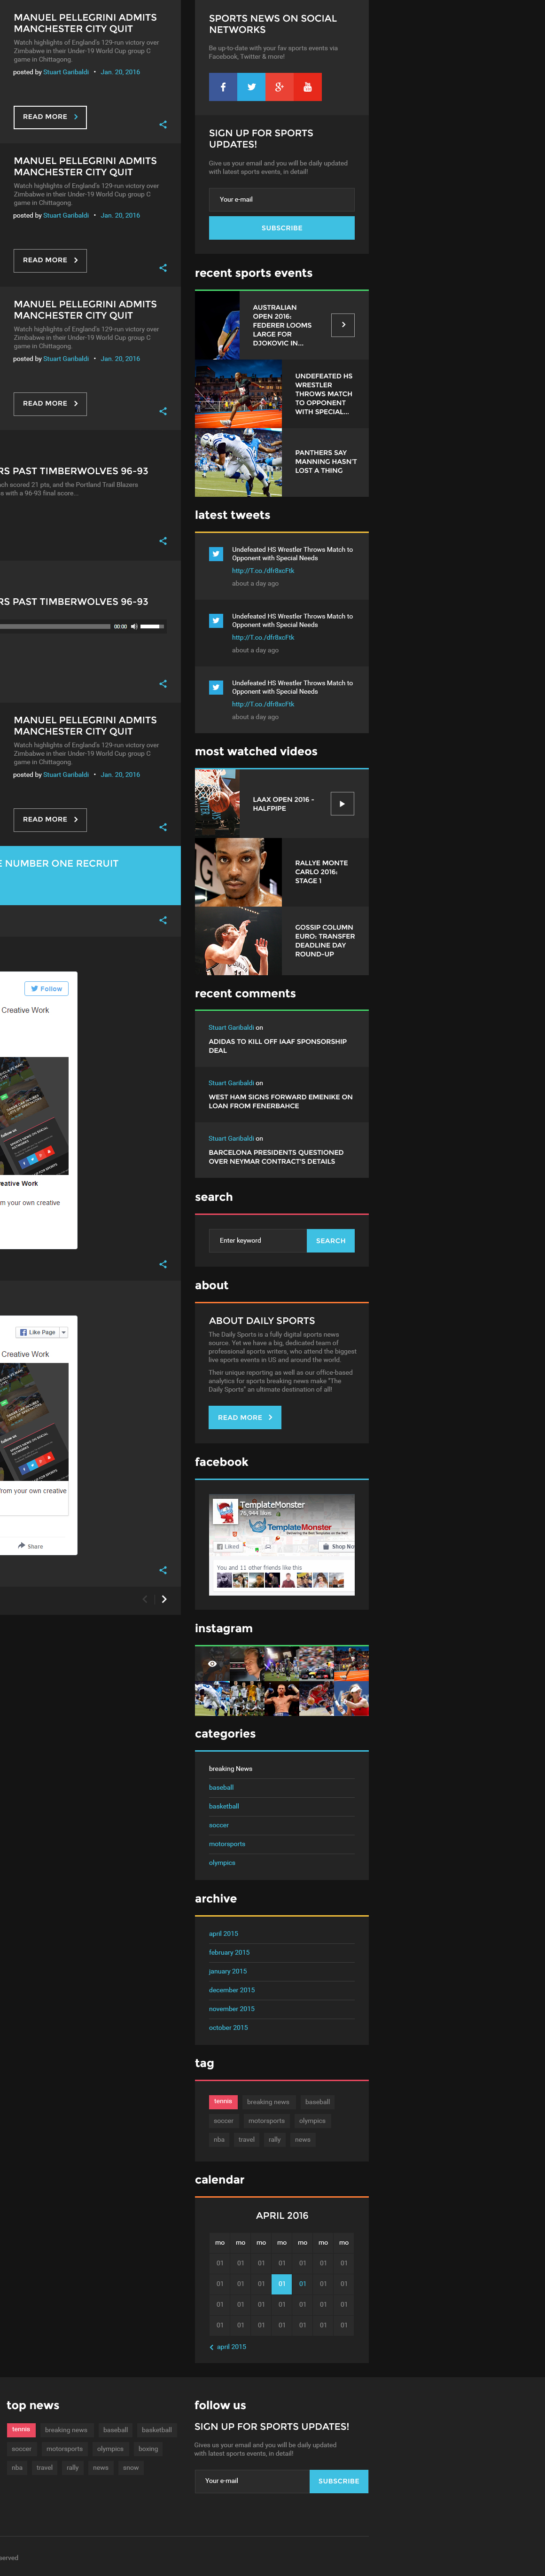 MANUEL PELLEGRINI ADMITS
MANCHESTER CITY QUIT
Watch highlights of England's 129-run victory over
Zimbabwe in their Under-19 World Cup group C
game in Chittagong.
posted by Stuart Garibaldi • Jan. 20, 2016
READ MORE
MANUEL PELLEGRINI ADMITS
MANCHESTER CITY QUIT
Watch highlights of England's 129-run victory over
Zimbabwe in their Under-19 World Cup group C
game in Chittagong.
posted by Stuart Garibaldi • Jan. 20, 2016
READ MORE
MANUEL PELLEGRINI ADMITS
MANCHESTER CITY QUIT
Watch highlights of England's 129-run victory over
Zimbabwe in their Under-19 World Cup group C
game in Chittagong.
posted by Stuart Garibaldi • Jan. 20, 2016
READ MORE
RS PAST TIMBERWOLVES 96-93
ach scored 21 pts, and the Portland Trail Blazers
s with a 96-93 final score...
RS PAST TIMBERWOLVES 96-93
00:00
MANUEL PELLEGRINI ADMITS
MANCHESTER CITY QUIT
Watch highlights of England's 129-run victory over
Zimbabwe in their Under-19 World Cup group C
game in Chittagong.
posted by Stuart Garibaldi • Jan. 20, 2016
READ MORE
E NUMBER ONE RECRUIT
Follow
Creative Work
eative Work
m your own creative
Like Page
Creative Work
from your own creative
Share
SPORTS NEWS ON SOCIAL
NETWORKS
Be up-to-date with your fav sports events via
Facebook, Twitter & more!
SIGN UP FOR SPORTS
UPDATES!
Give us your email and you will be daily updated
with latest sports events, in detail!
Your e-mail
SUBSCRIBE
recent sports events
AUSTRALIAN
OPEN 2016:
FEDERER LOOMS
LARGE FOR
DJOKOVIC IN...
UNDEFEATED HS
WRESTLER
THROWS MATCH
TO OPPONENT
WITH SPECIAL...
PANTHERS SAY
MANNING HASN'T
LOST A THING
latest tweets
Undefeated HS Wrestler Throws Match to
Opponent with Special Needs
http://T.co./dfr8xcFtk
about a day ago
Undefeated HS Wrestler Throws Match to
Opponent with Special Needs
http://T.co./dfr8xcFtk
about a day ago
Undefeated HS Wrestler Throws Match to
Opponent with Special Needs
http://T.co./dfr8xcFtk
about a day ago
most watched videos
LAAX OPEN 2016 -
HALFPIPE
RALLYE MONTE
CARLO 2016:
STAGE 1
GOSSIP COLUMN
EURO: TRANSFER
DEADLINE DAY
ROUND-UP
recent comments
Stuart Garibaldi on
ADIDAS TO KILL OFF IAAF SPONSORSHIP
DEAL
Stuart Garibaldi on
WEST HAM SIGNS FORWARD EMENIKE ON
LOAN FROM FENERBAHCE
Stuart Garibaldi on
BARCELONA PRESIDENTS QUESTIONED
OVER NEYMAR CONTRACT'S DETAILS
search
Enter keyword
SEARCH
about
ABOUT DAILY SPORTS
The Daily Sports is a fully digital sports news
source. Yet we have a big, dedicated team of
professional sports writers, who attend the biggest
live sports events in US and around the world.
Their unique reporting as well as our office-based
analytics for sports breaking news make "The
Daily Sports" an ultimate destination of all!
READ MORE
facebook
TemplateMonster
76,944 like
TemplateMonster
Liked
Shop No
You and 11 other friends like this
instagram
categories
breaking News
baseball
basketball
soccer
motorsports
olympics
archive
april 2015
february 2015
january 2015
december 2015
november 2015
october 2015
tag
tennis breaking news baseball
soccer motorsports olympics
nba travel rally news
calendar
APRIL 2016
mo mo mo mo mo mo mo
01 01 01 01 01 01 01
01 01 01 01 01 01 01
01 01 01 01 01 01 01
01 01 01 01 01 01 01
april 2015
top news
tennis breaking news baseball basketball
soccer motorsports olympics boxing
nba travel rally news snow
follow us
SIGN UP FOR SPORTS UPDATES!
Gives us your email and you will be daily updated
with latest sports events, in detail!
Your e-mail
SUBSCRIBE
served